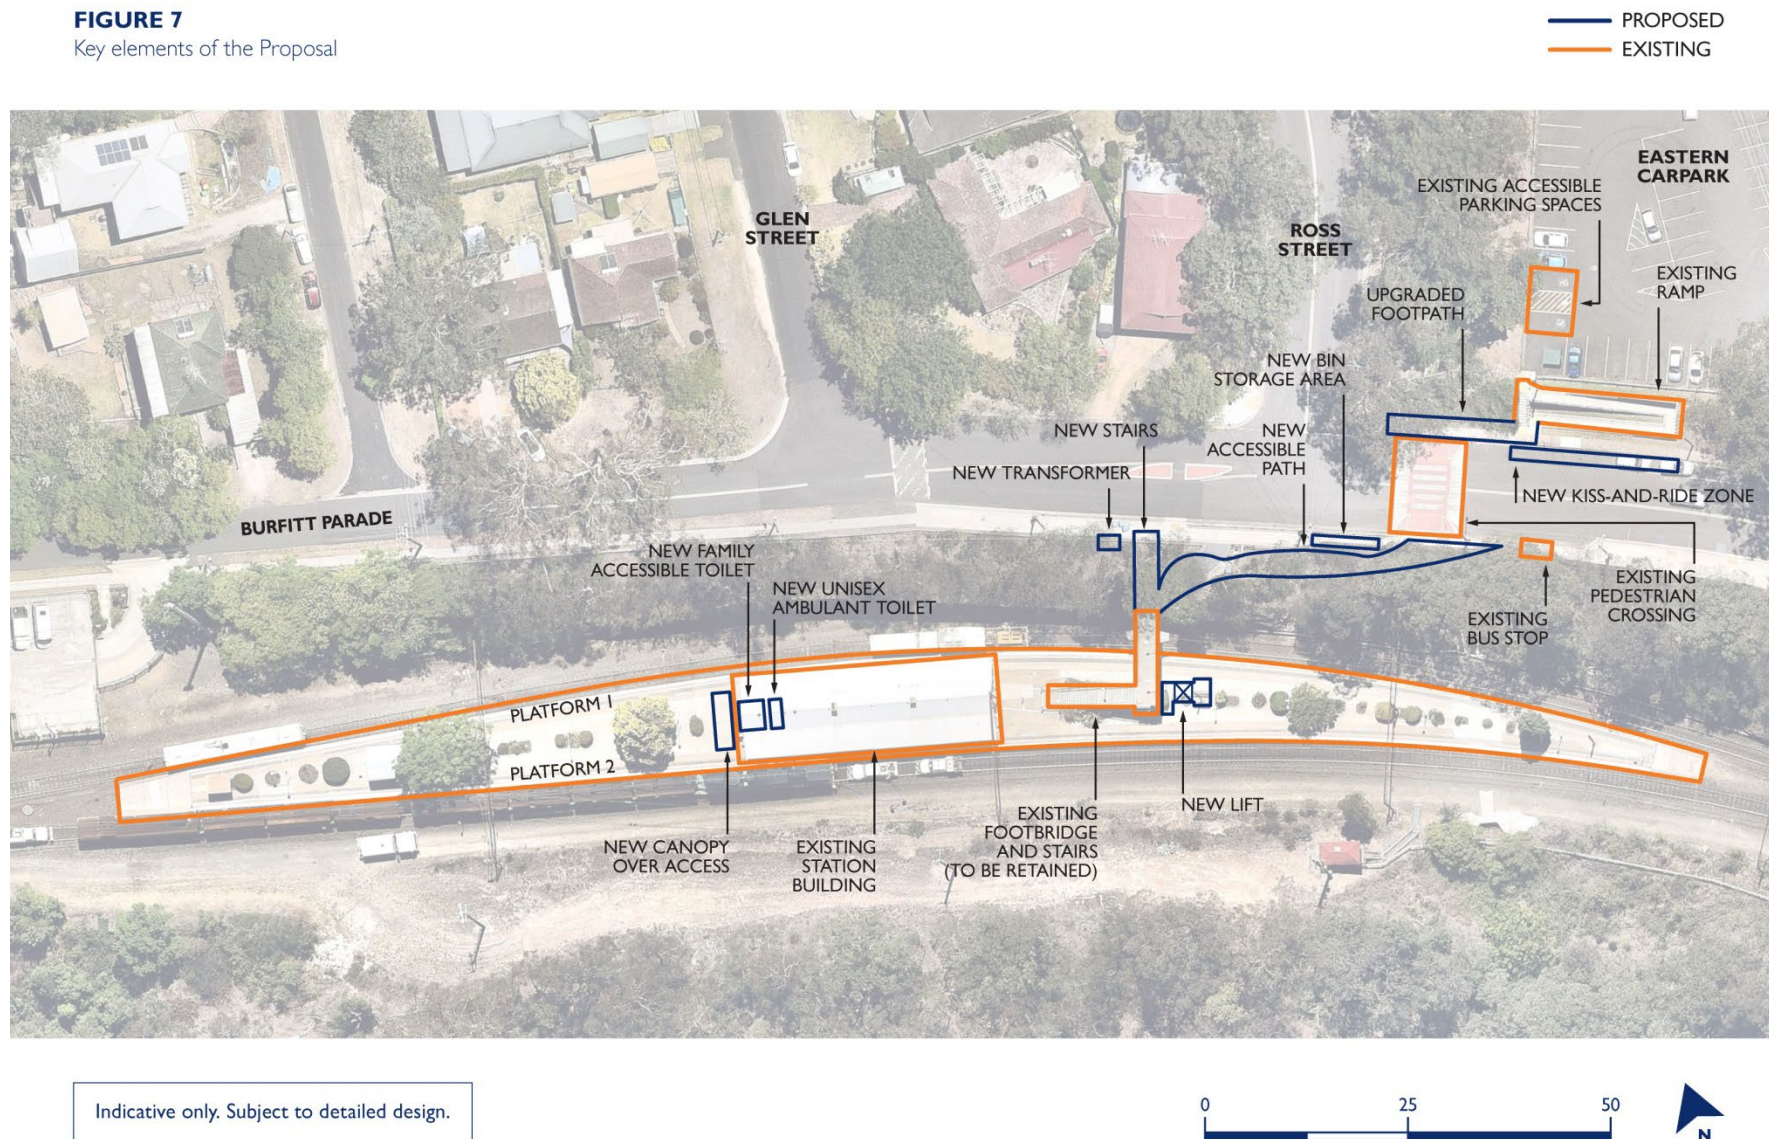 FIGURE 7
Key elements of the Proposal
PROPOSED
EXISTING
EASTERN
CARPARK
EXISTING ACCESSIBLE
PARKING SPACES
GLEN
STREET
ROSS
STREET
EXISTING
RAMP
UPGRADED
FOOTPATH
NEW BIN
STORAGE AREA
NEW STAIRS
NEW
ACCESSIBLE
PATH
NEW TRANSFORMER
NEW KISS-AND-RIDE ZONE
BURFITT PARADE
NEW FAMILY
ACCESSIBLE TOILET
NEW UNISEX
AMBULANT TOILET
EXISTING
PEDESTRIAN
CROSSING
EXISTING
BUS STOP
PLATFORM 1
PLATFORM 2
NEW LIFT
NEW CANOPY
OVER ACCESS
EXISTING
STATION
BUILDING
EXISTING
FOOTBRIDGE
AND STAIRS
(TO BE RETAINED)
Indicative only. Subject to detailed design.
0 25 50
N